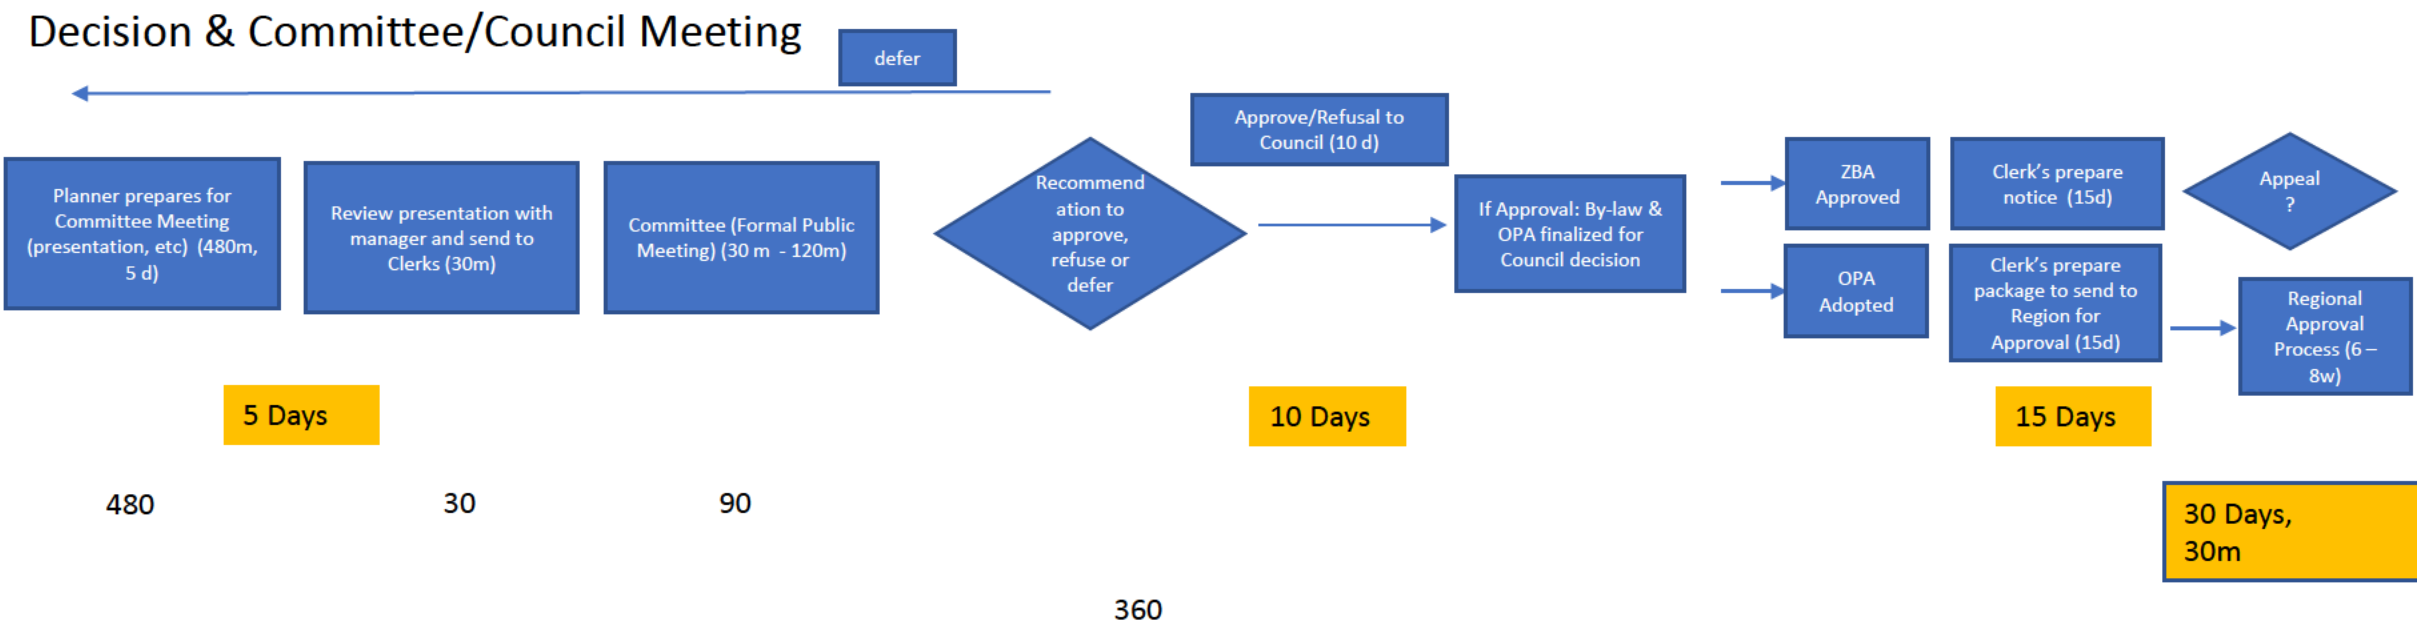 Decision & Committee/Council Meeting
defer
Planner prepares for
Committee Meeting
(presentation, etc) (480m,
5 d)
Review presentation with
manager and send to
Clerks (30m)
Committee (Formal Public
Meeting) (30 m - 120m)
Recommend
ation to
approve,
refuse or
defer
Approve/Refusal to
Council (10 d)
If Approval: By-law &
OPA finalized for
Council decision
ZBA
Approved
Clerk's prepare
notice (15d)
Appeal
?
OPA
Adopted
Clerk's prepare
package to send to
Region for
Approval (15d)
Regional
Approval
Process (6 –
8w)
5 Days
10 Days
15 Days
480
30
90
30 Days,
30m
360